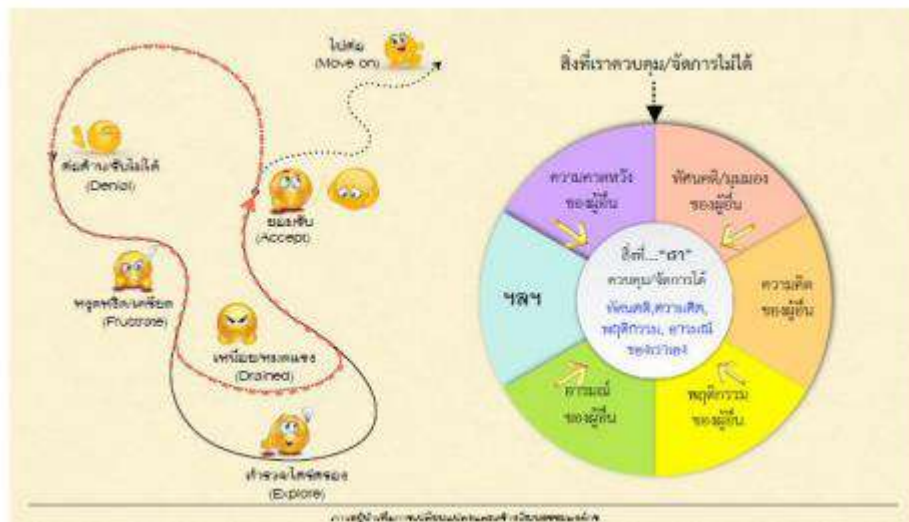 ไปต่อ
(Move on)
ต่อต้าน/รับไม่ได้
(Denial)
ยอมรับ
(Accept)
หงุดหงิด/เครียด
(Frustrate)
เหนื่อย/หมดแรง
(Drained)
สำรวจ/ไตร่ตรอง
(Explore)
สิ่งที่เราควบคุม/จัดการไม่ได้
ความคาดหวัง
ของผู้อื่น
ทัศนคติ/มุมมอง
ของผู้อื่น
ฯลฯ
สิ่งที่..."เรา"
ควบคุม/จัดการได้
ทัศนคติ,ความคิด,
พฤติกรรม, อารมณ์
ของเราเอง
ความคิด
ของผู้อื่น
อารมณ์
ของผู้อื่น
พฤติกรรม
ของผู้อื่น